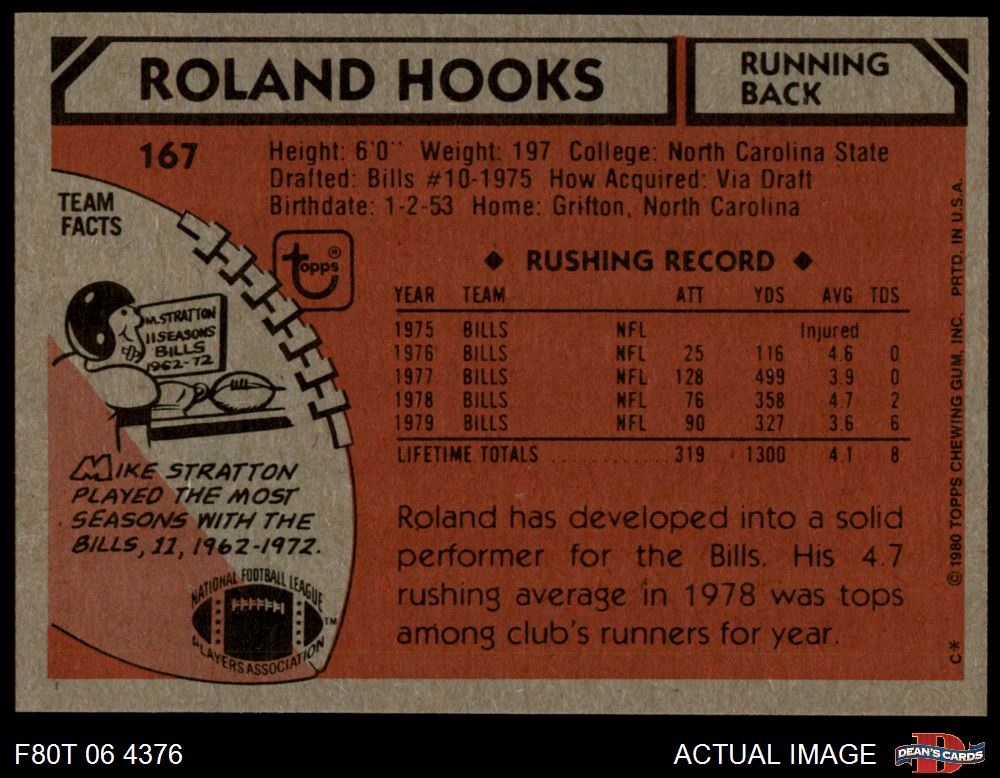 ROLAND HOOKS
RUNNING
BACK
167
Height: 6'0" Weight: 197 College: North Carolina State
Drafted: Bills #10-1975 How Acquired: Via Draft
Birthdate: 1-2-53 Home: Grifton, North Carolina
TEAM
FACTS
topps®
M. STRATTON
11 SEASONS
BILLS
1962-72
MIKE STRATTON
PLAYED THE MOST
SEASONS WITH THE
BILLS, 11, 1962-1972.
NATIONAL FOOTBALL LEAGUE
PLAYERS ASSOCIATION
TM
◆ RUSHING RECORD ◆
YEAR TEAM ATT YDS AVG TDS
1975 BILLS NFL Injured
1976 BILLS NFL 25 116 4.6 0
1977 BILLS NFL 128 499 3.9 0
1978 BILLS NFL 76 358 4.7 2
1979 BILLS NFL 90 327 3.6 6
LIFETIME TOTALS 319 1300 4.1 8
Roland has developed into a solid
performer for the Bills. His 4.7
rushing average in 1978 was tops
among club's runners for year.
C* © 1980 TOPPS CHEWING GUM, INC. PRTD. IN U.S.A.
F80T 06 4376
ACTUAL IMAGE
D
DEAN'S CARDS